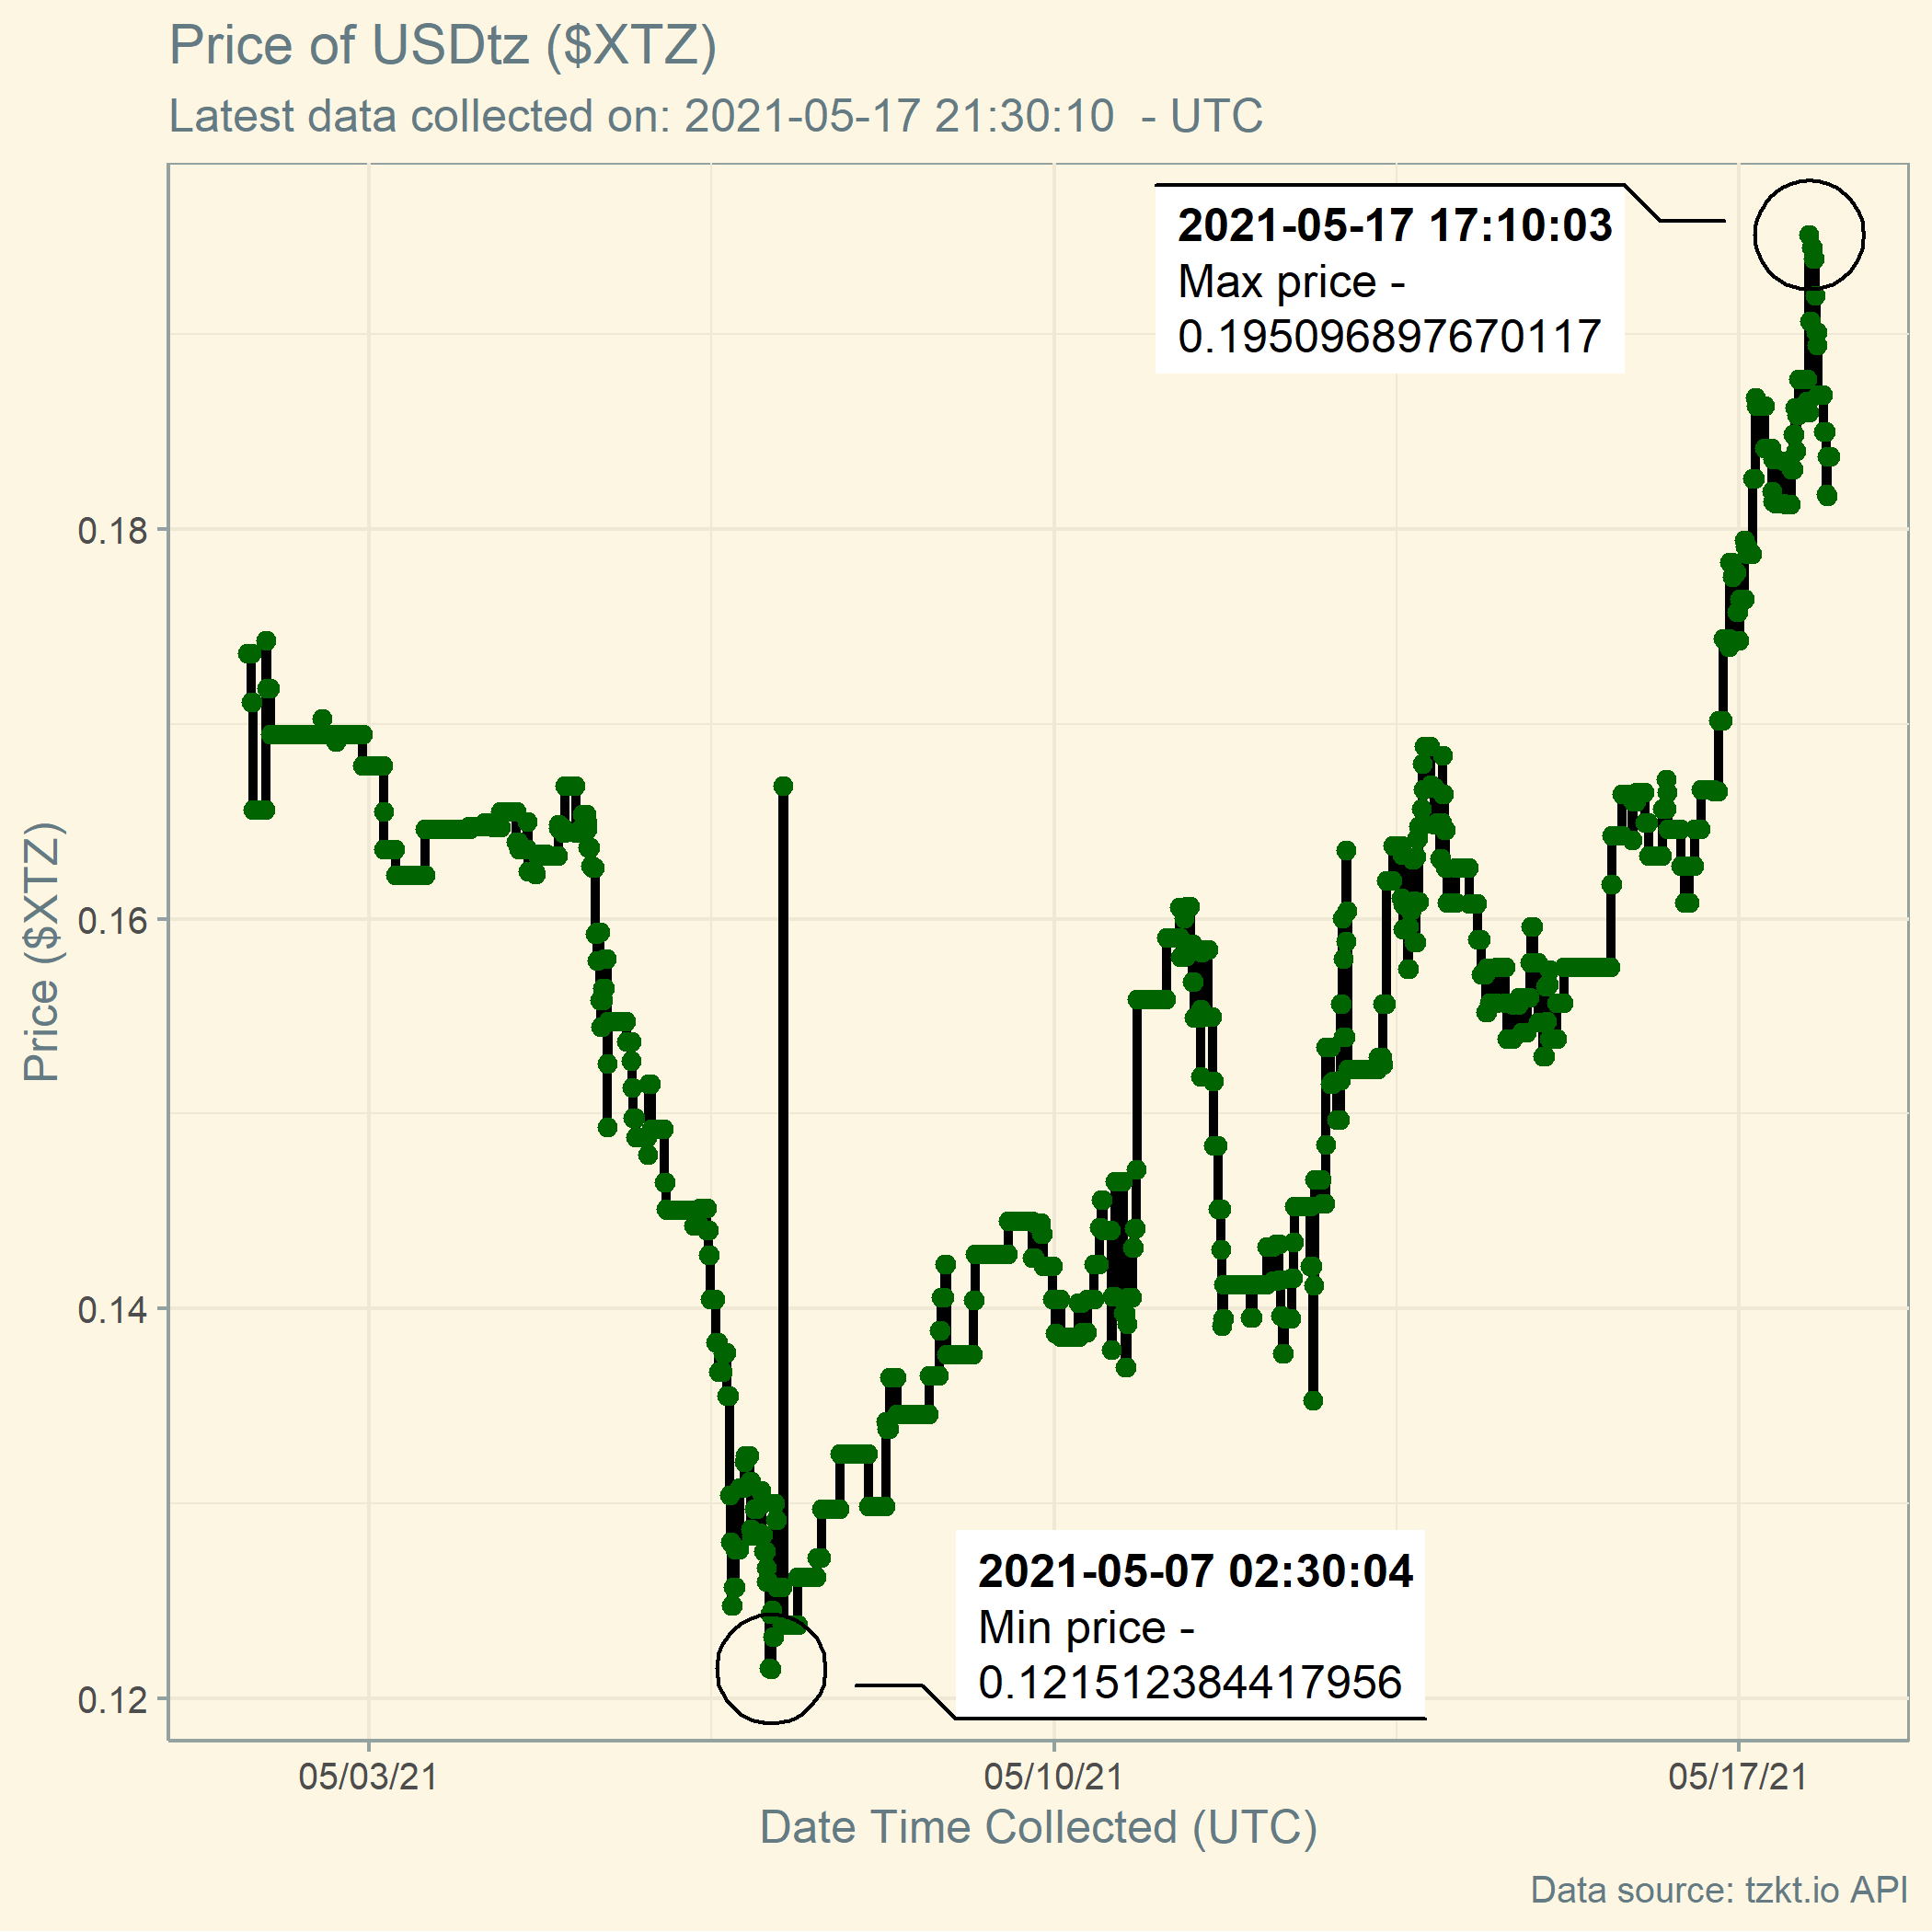 Price of USDtz ($XTZ)
Latest data collected on: 2021-05-17 21:30:10  - UTC
2021-05-17 17:10:03
Max price -
0.195096897670117
0.18
0.16
0.14
0.12
Price ($XTZ)
2021-05-07 02:30:04
Min price -
0.121512384417956
05/03/21
05/10/21
05/17/21
Date Time Collected (UTC)
Data source: tzkt.io API